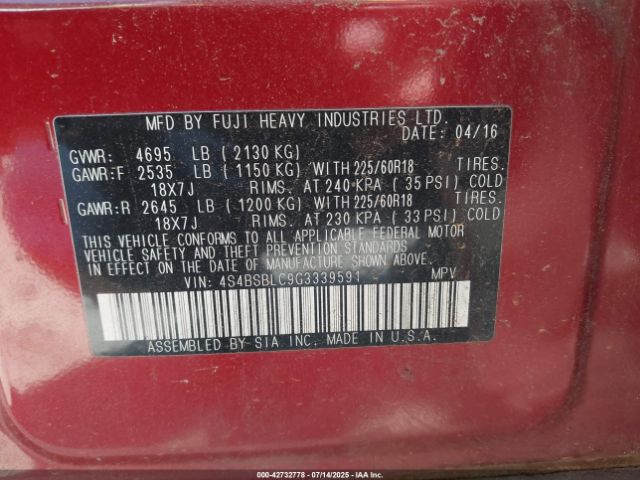 MFD BY FUJI HEAVY INDUSTRIES LTD.
DATE: 04/16
GVWR: 4695 LB ( 2130 KG)
GAWR:F 2535 LB ( 1150 KG) WITH 225/60R18 TIRES.
18X7J RIMS. AT 240 KPA ( 35 PSI) COLD
GAWR:R 2645 LB ( 1200 KG) WITH 225/60R18 TIRES.
18X7J RIMS. AT 230 KPA ( 33 PSI) COLD
THIS VEHICLE CONFORMS TO ALL APPLICABLE FEDERAL MOTOR
VEHICLE SAFETY AND THEFT PREVENTION STANDARDS
IN EFFECT ON THE DATE OF MANUFACTURE SHOWN ABOVE.
VIN: 4S4BSBLC9G3339591 MPV
ASSEMBLED BY SIA INC. IN U.S.A.
000-42732778 - 07/14/2025 - IAA Inc.